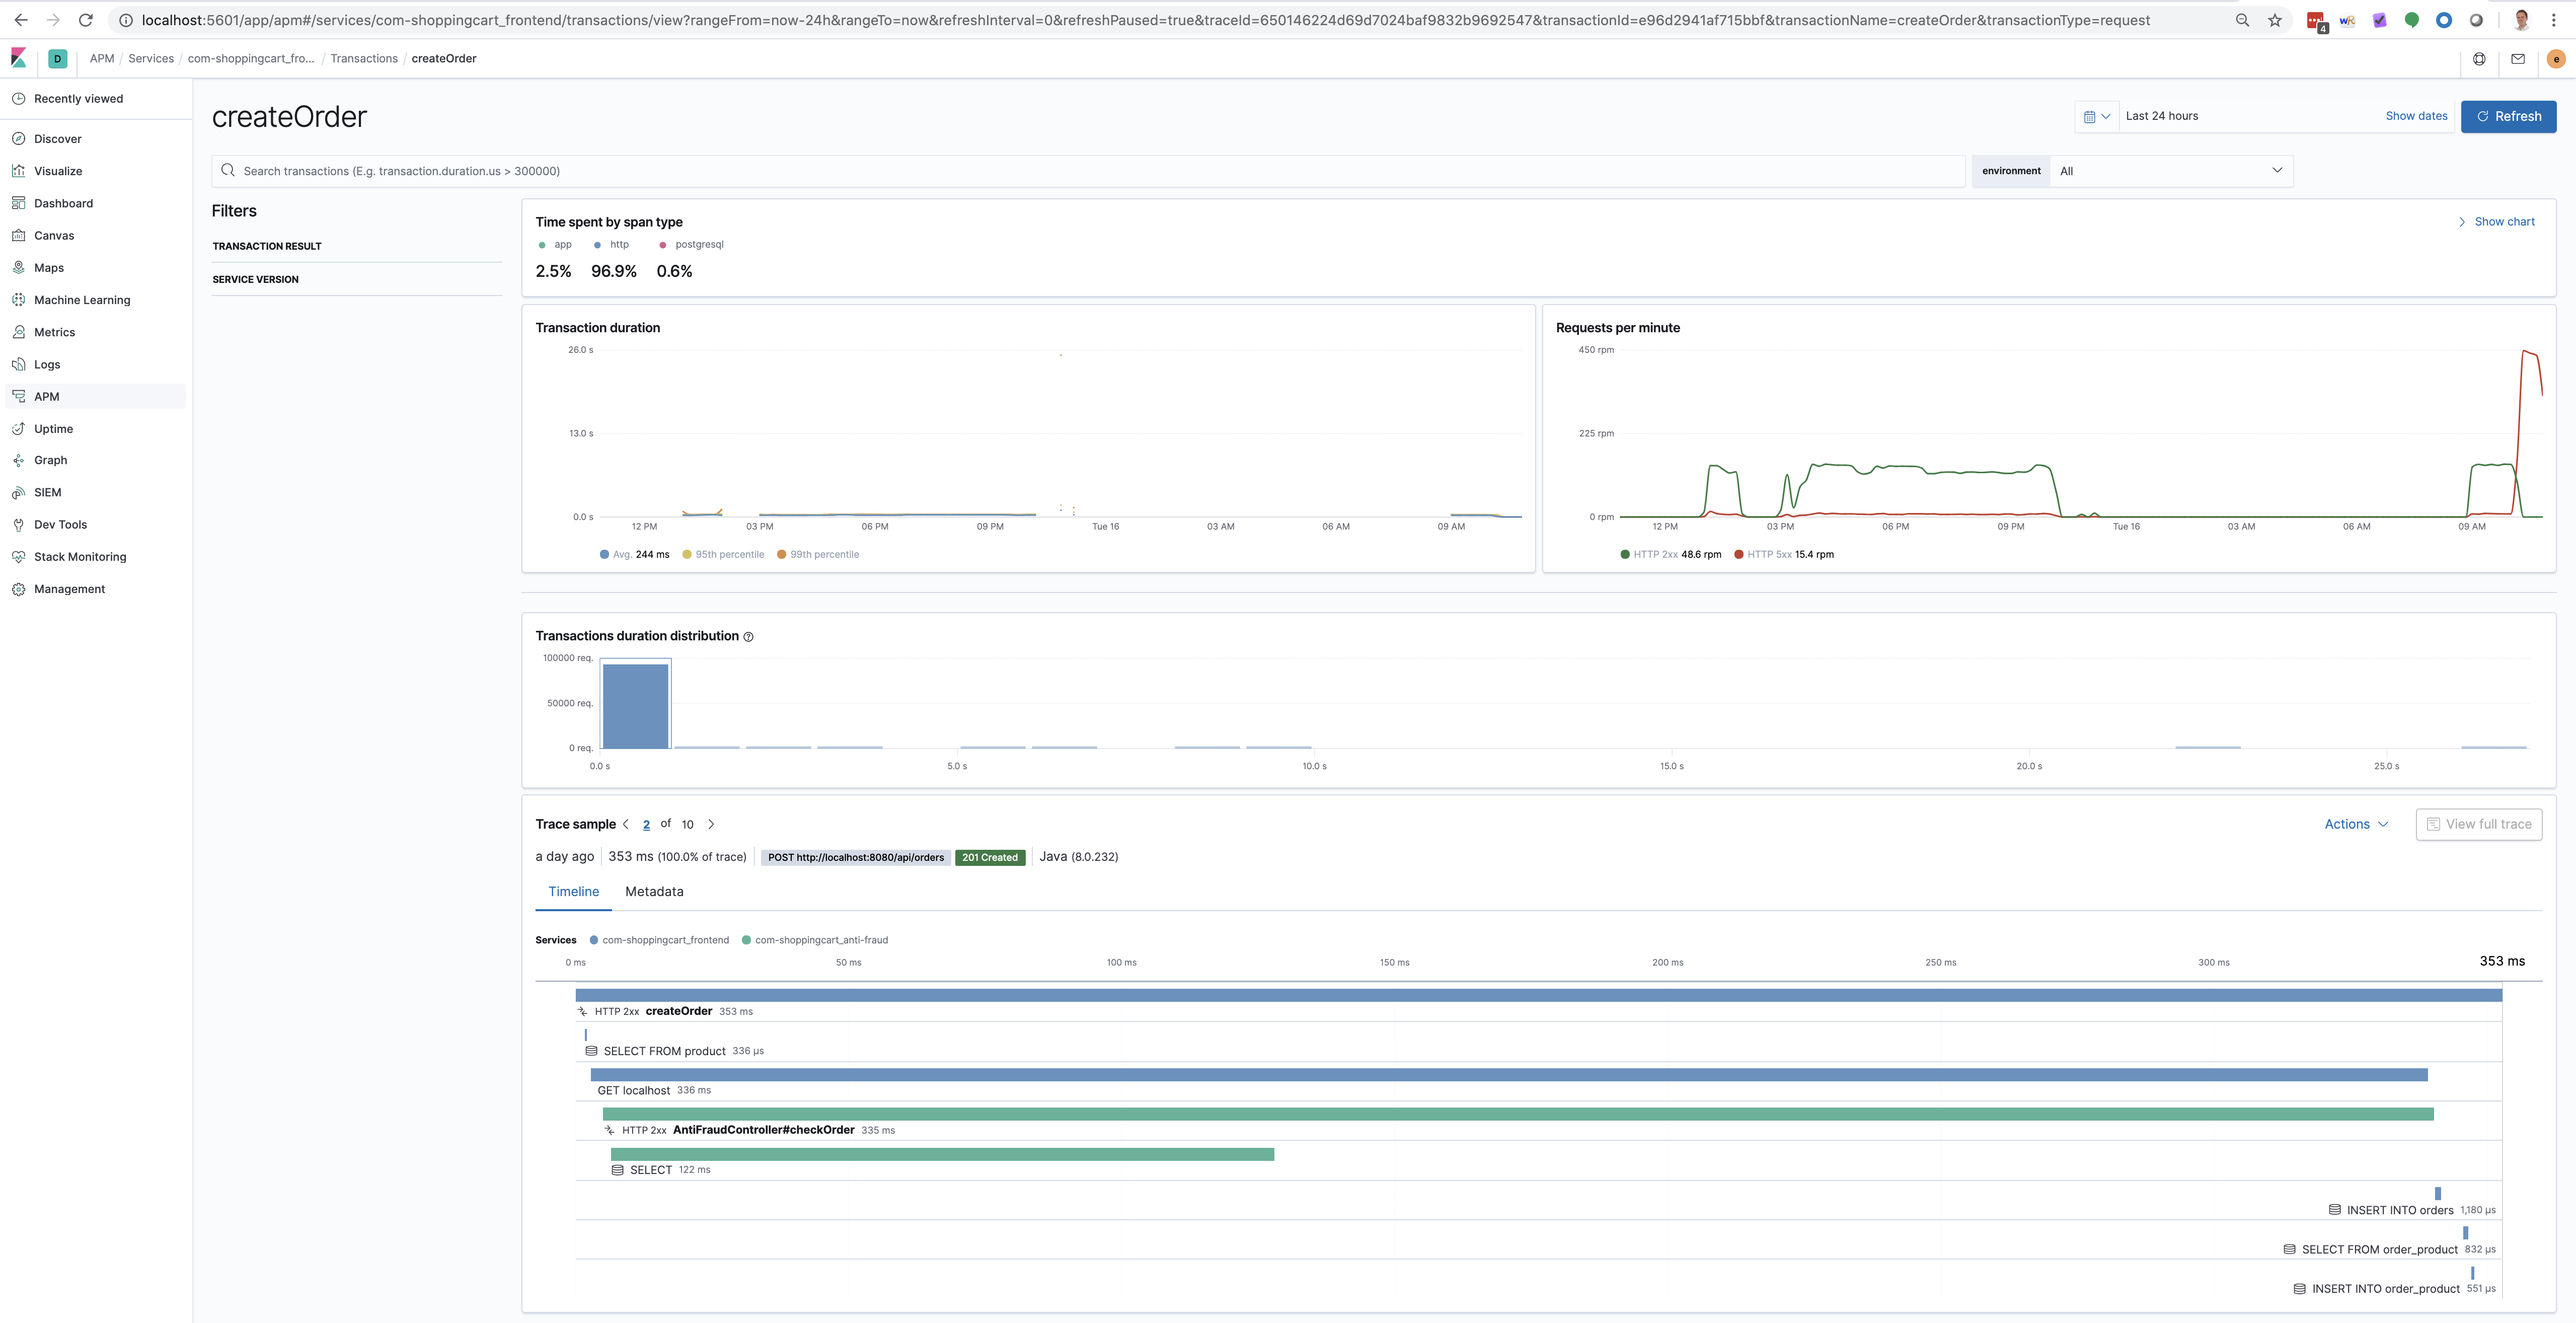 localhost:5601/app/apm#/services/com-shoppingcart_frontend/transactions/view?rangeFrom=now-24h&rangeTo=now&refreshInterval=0&refreshPaused=true&traceId=650146224d69d7024baf9832b9692547&transactionId=e96d2941af715bbf&transactionName=createOrder&transactionType=request
4
D APM / Services / com-shoppingcart_fro... / Transactions / createOrder e
Recently viewed
Discover
Visualize
Dashboard
Canvas
Maps
Machine Learning
Metrics
Logs
APM
Uptime
Graph
SIEM
Dev Tools
Stack Monitoring
Management
createOrder
Last 24 hours Show dates Refresh
Search transactions (E.g. transaction.duration.us > 300000)
environment All
Filters
TRANSACTION RESULT
SERVICE VERSION
Time spent by span type
Show chart
app http postgresql
2.5% 96.9% 0.6%
Transaction duration
26.0 s
13.0 s
0.0 s
12 PM 03 PM 06 PM 09 PM Tue 16 03 AM 06 AM 09 AM
Avg. 244 ms 95th percentile 99th percentile
Requests per minute
450 rpm
225 rpm
0 rpm
12 PM 03 PM 06 PM 09 PM Tue 16 03 AM 06 AM 09 AM
HTTP 2xx 48.6 rpm HTTP 5xx 15.4 rpm
Transactions duration distribution
100000 req.
50000 req.
0 req.
0.0 s 5.0 s 10.0 s 15.0 s 20.0 s 25.0 s
Trace sample 2 of 10
Actions View full trace
a day ago 353 ms (100.0% of trace) POST http://localhost:8080/api/orders 201 Created Java (8.0.232)
Timeline Metadata
Services com-shoppingcart_frontend com-shoppingcart_anti-fraud
0 ms 50 ms 100 ms 150 ms 200 ms 250 ms 300 ms 353 ms
HTTP 2xx createOrder 353 ms
SELECT FROM product 336 μs
GET localhost 336 ms
HTTP 2xx AntiFraudController#checkOrder 335 ms
SELECT 122 ms
INSERT INTO orders 1,180 μs
SELECT FROM order_product 832 μs
INSERT INTO order_product 551 μs